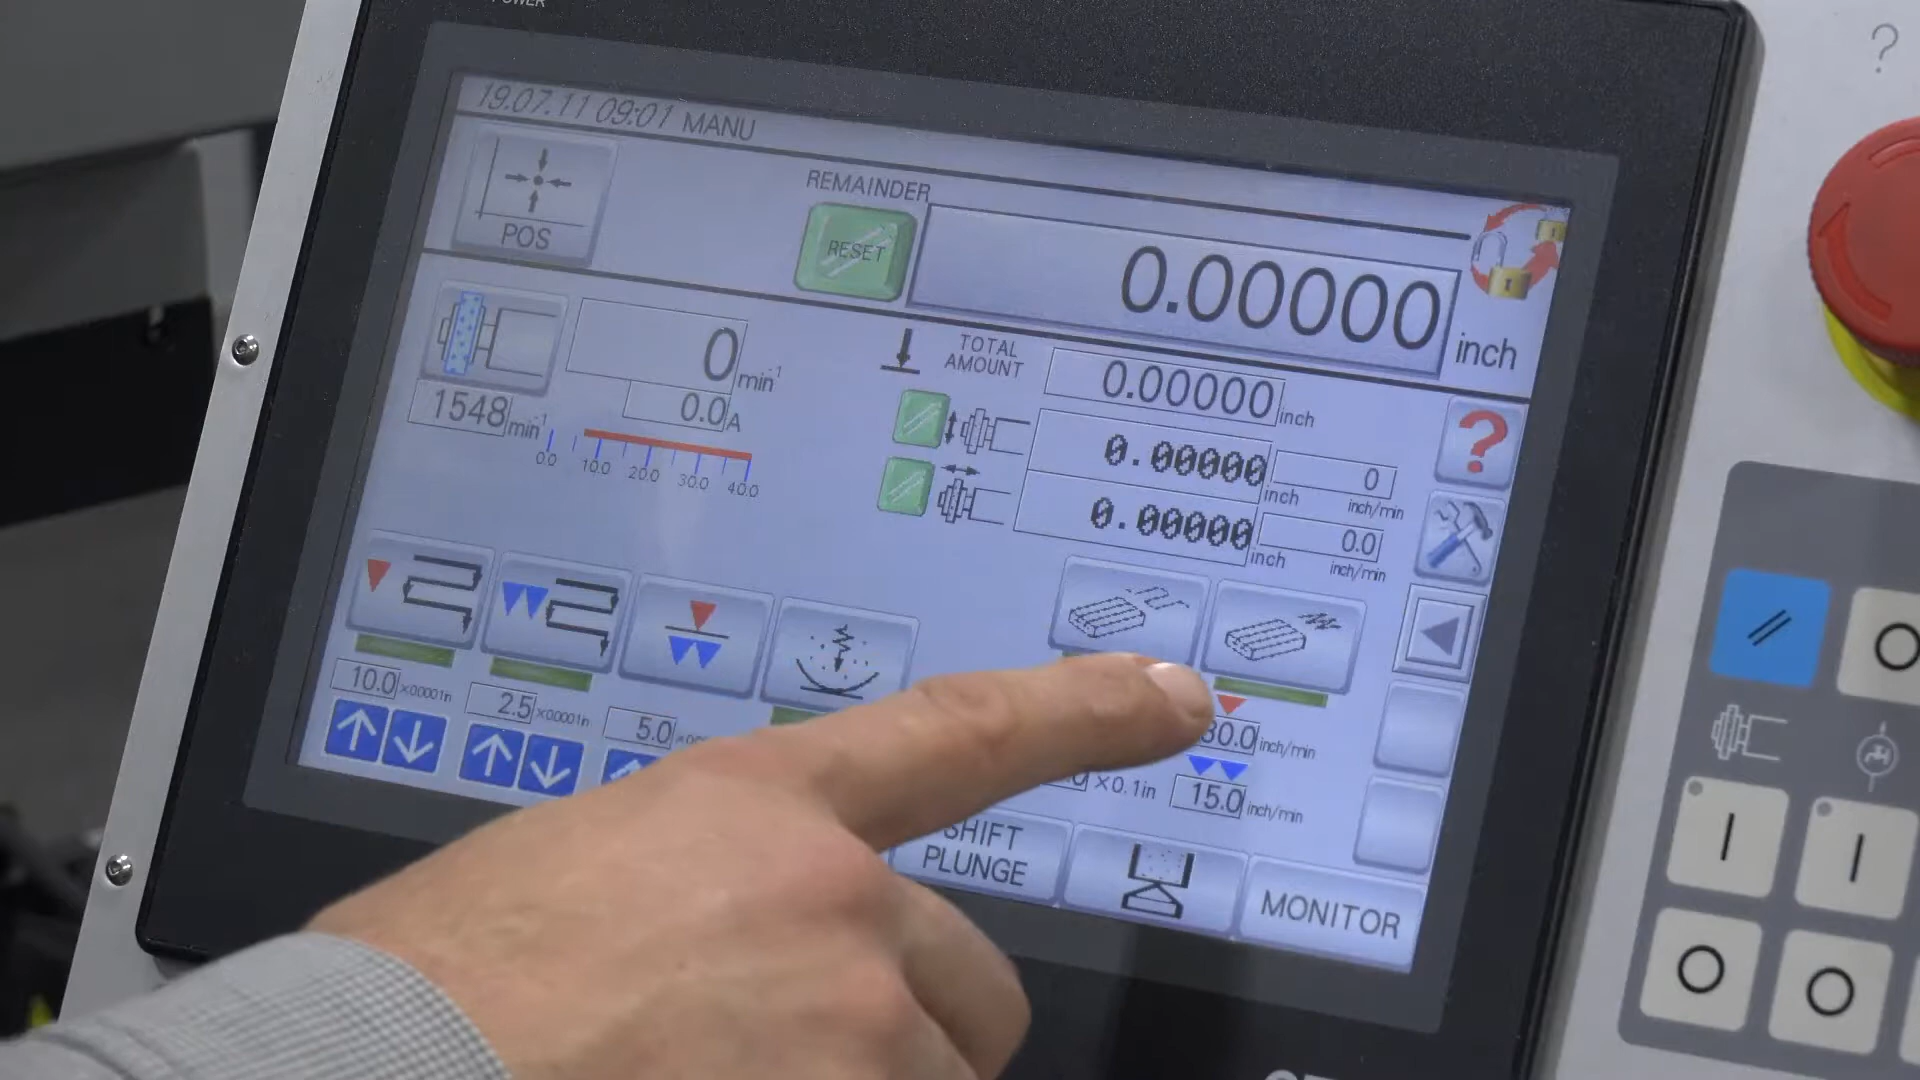 POWER
19.07.11 09:01 MANU
POS
REMAINDER
RESET
0.00000 inch
0 min-1
0.0 A
1548 min-1
0.0 10.0 20.0 30.0 40.0
TOTAL AMOUNT
0.00000 inch
0.00000 inch
0 inch/min
0.00000 inch
0.0 inch/min
?
?
10.0 ×00001in
2.5 ×00001in
5.0
30.0 inch/min
×0.1in
15.0 inch/min
SHIFT
PLUNGE
MONITOR